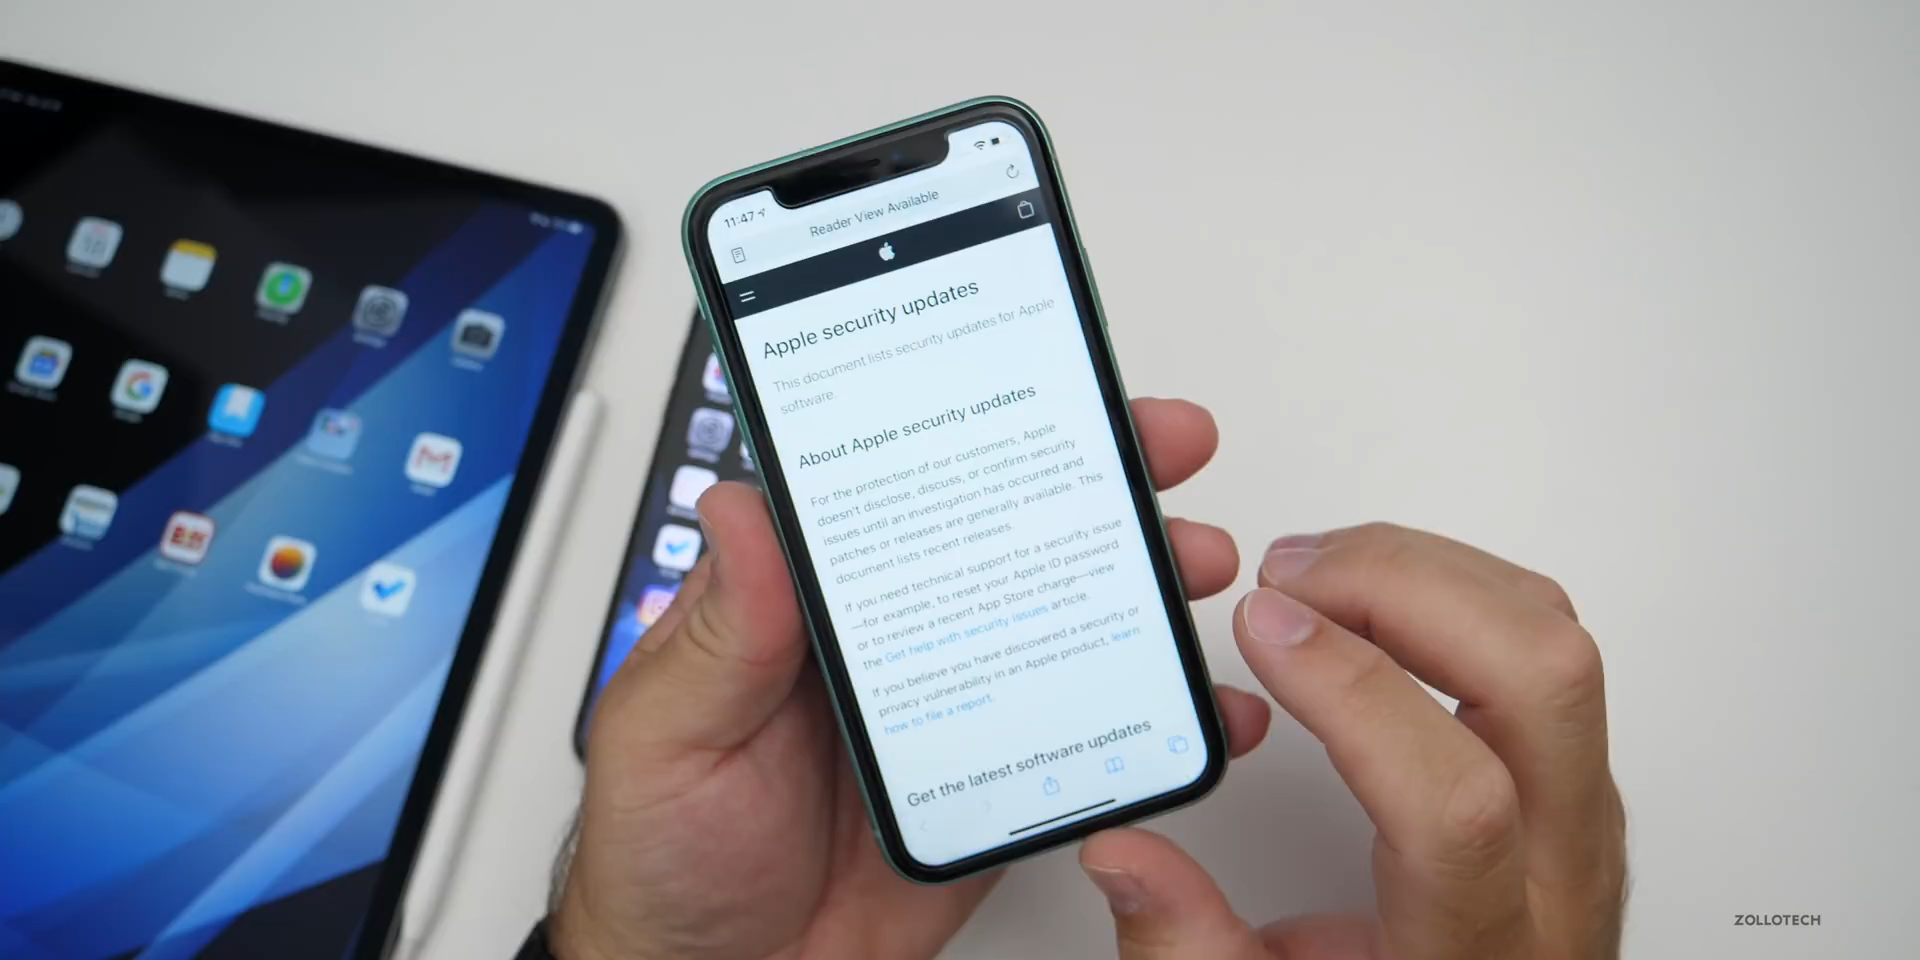 11:47
Reader View Available
Apple security updates
This document lists security updates for Apple
software.
About Apple security updates
For the protection of our customers, Apple
doesn't disclose, discuss, or confirm security
issues until an investigation has occurred and
patches or releases are generally available. This
document lists recent releases.
If you need technical support for a security issue
—for example, to reset your Apple ID password
or to review a recent App Store charge—view
the Get help with security issues article.
If you believe you have discovered a security or
privacy vulnerability in an Apple product, learn
how to file a report.
Get the latest software updates
ZOLLOTECH